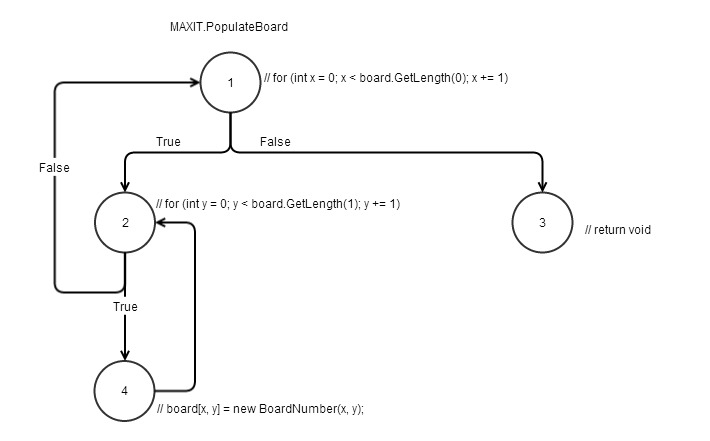 MAXIT.PopulateBoard
1
// for (int x = 0; x < board.GetLength(0); x += 1)
True
False
False
// for (int y = 0; y < board.GetLength(1); y += 1)
2
3
// return void
True
4
// board[x, y] = new BoardNumber(x, y);